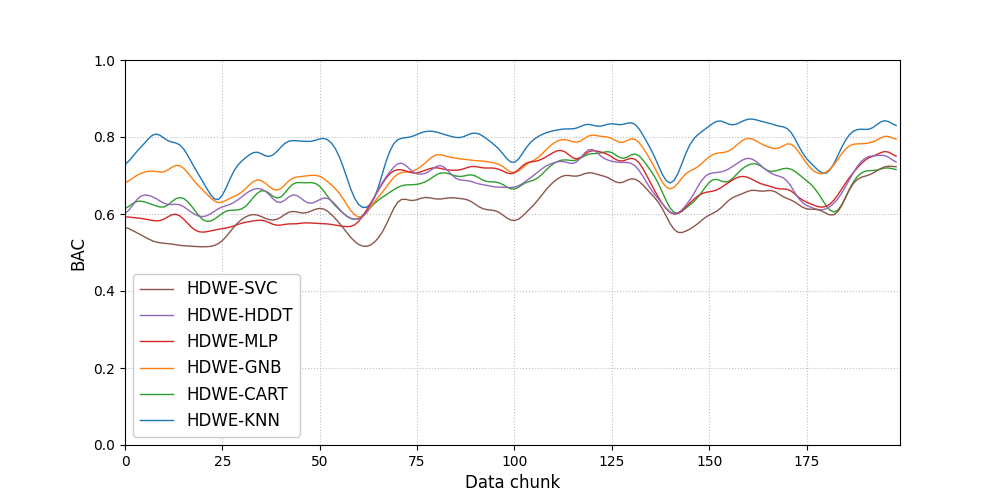 1.0
0.8
0.6
0.4
0.2
0.0
BAC
HDWE-SVC
HDWE-HDDT
HDWE-MLP
HDWE-GNB
HDWE-CART
HDWE-KNN
0 25 50 75 100 125 150 175
Data chunk